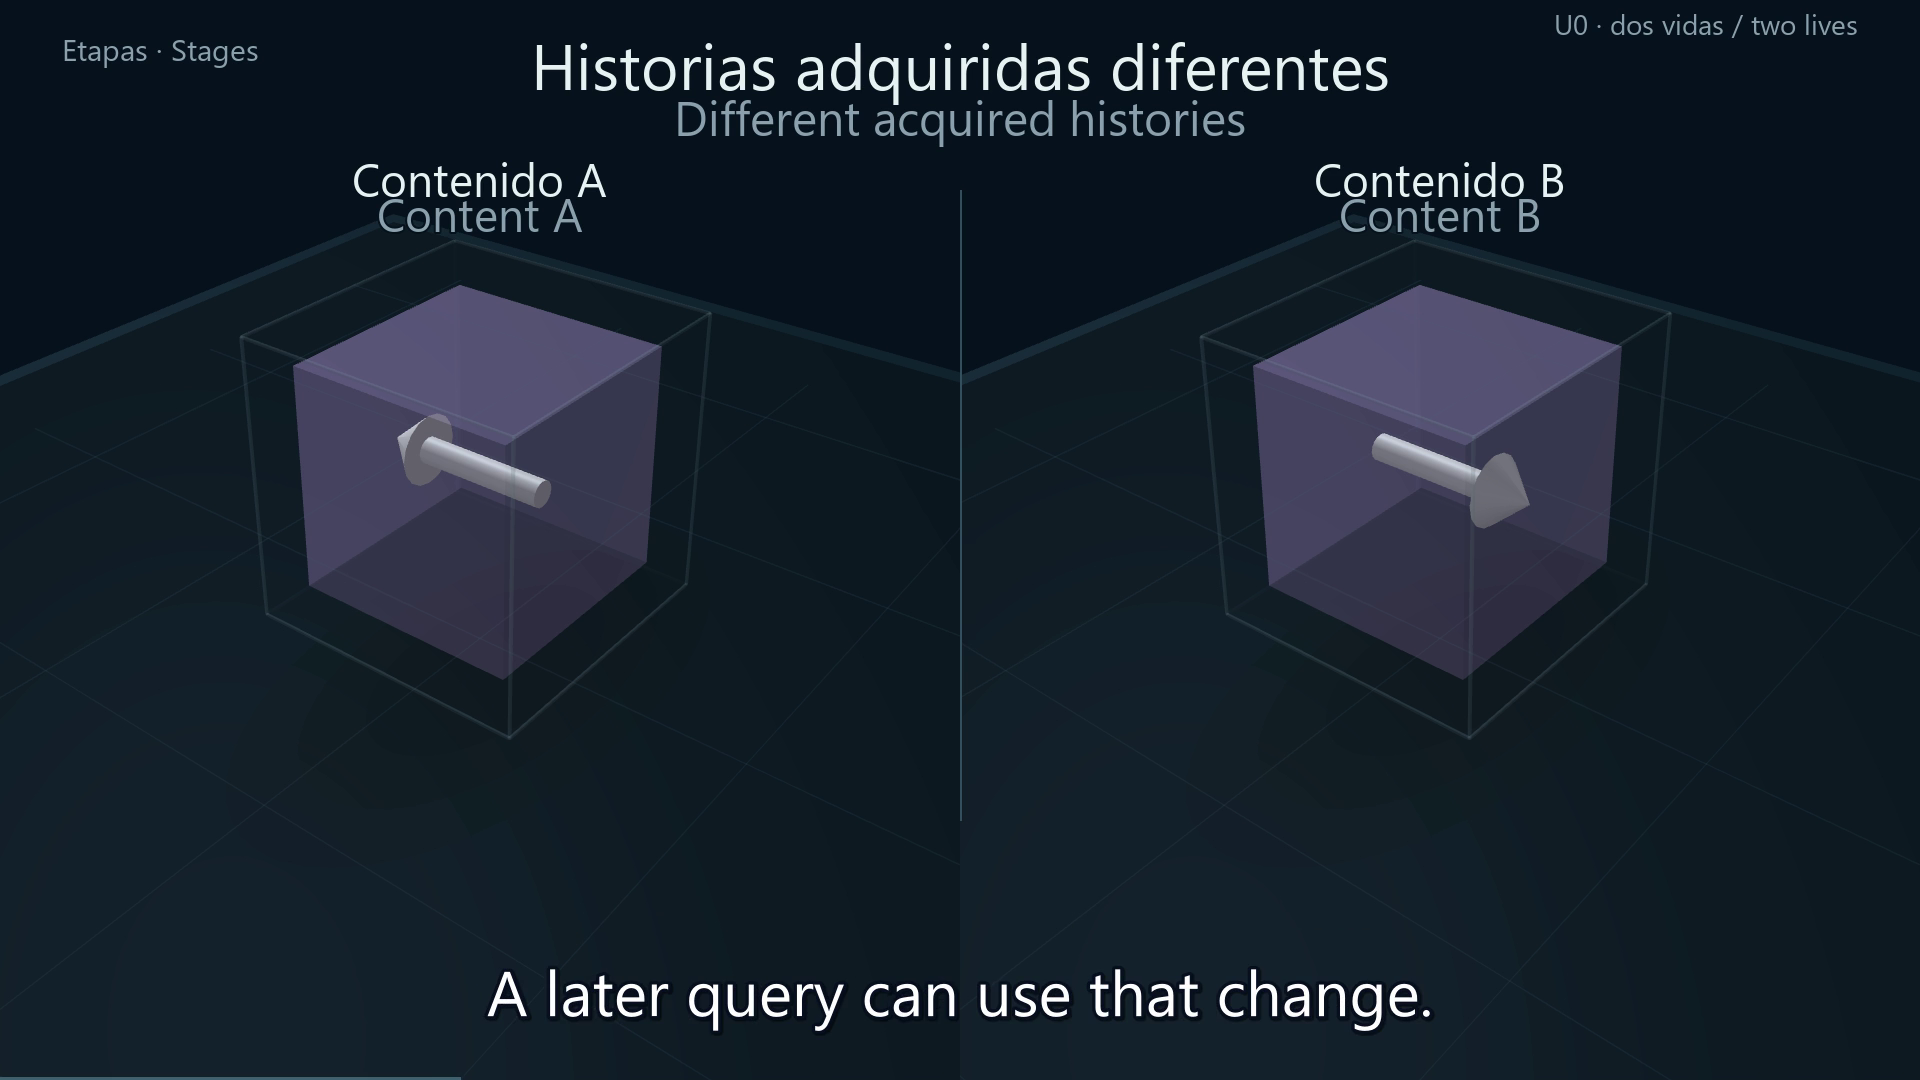 Etapas · Stages
U0 · dos vidas / two lives
Historias adquiridas diferentes
Different acquired histories
Contenido A
Content A
Contenido B
Content B
A later query can use that change.